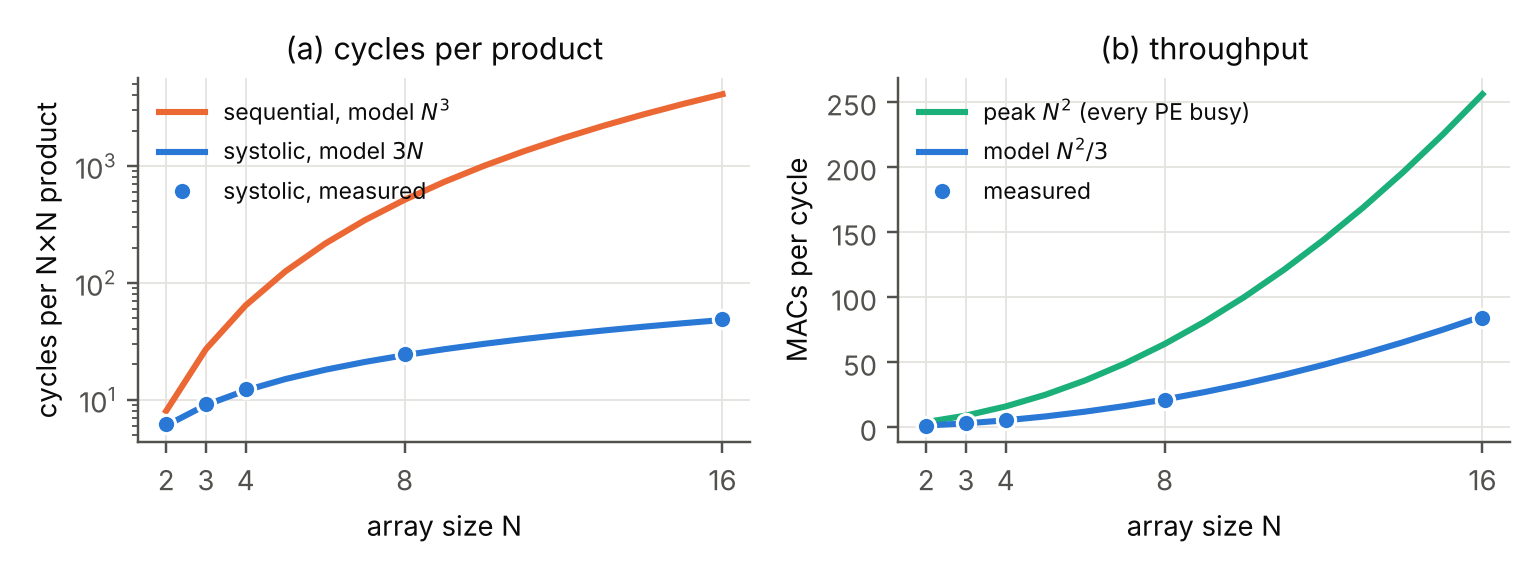 (a) cycles per product
cycles per N×N product
10³
10²
10¹
sequential, model N³
systolic, model 3N
systolic, measured
2 3 4 8 16
array size N
(b) throughput
MACs per cycle
250
200
150
100
50
0
peak N² (every PE busy)
model N²/3
measured
2 3 4 8 16
array size N